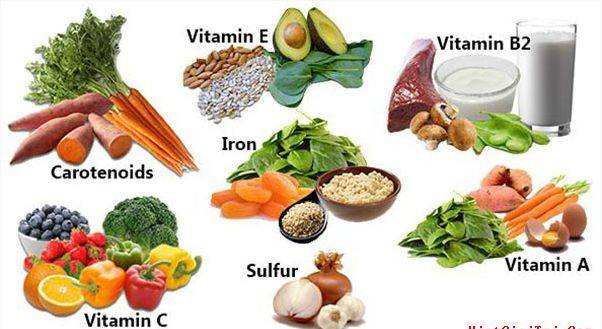 Vitamin E
Vitamin B2
Carotenoids
Iron
Vitamin A
Sulfur
Vitamin C